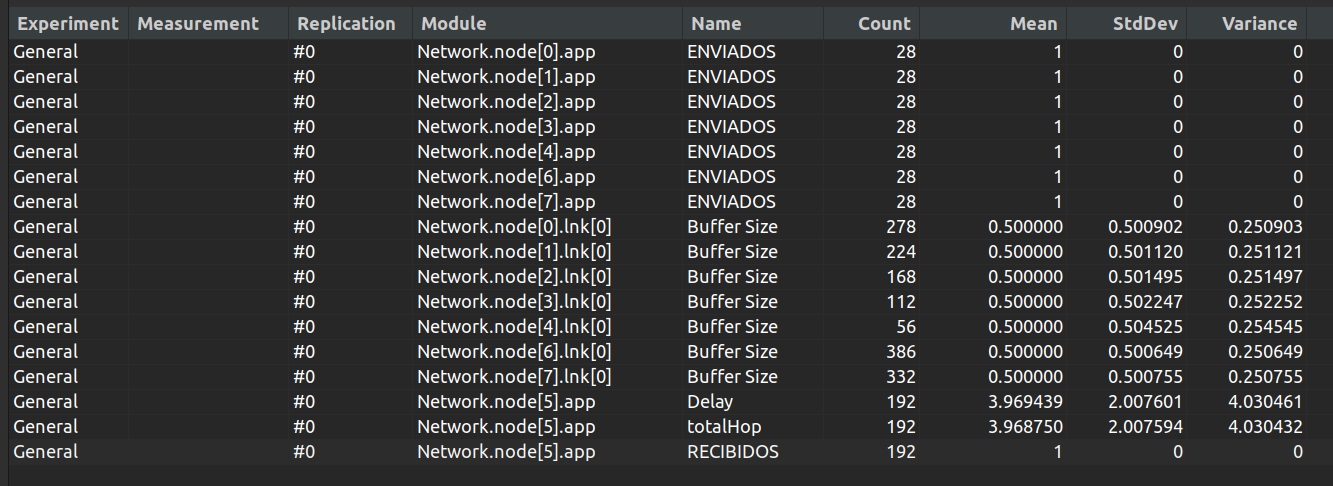 Experiment Measurement Replication Module Name Count Mean StdDev Variance
General #0 Network.node[0].app ENVIADOS 28 1 0 0
General #0 Network.node[1].app ENVIADOS 28 1 0 0
General #0 Network.node[2].app ENVIADOS 28 1 0 0
General #0 Network.node[3].app ENVIADOS 28 1 0 0
General #0 Network.node[4].app ENVIADOS 28 1 0 0
General #0 Network.node[6].app ENVIADOS 28 1 0 0
General #0 Network.node[7].app ENVIADOS 28 1 0 0
General #0 Network.node[0].lnk[0] Buffer Size 278 0.500000 0.500902 0.250903
General #0 Network.node[1].lnk[0] Buffer Size 224 0.500000 0.501120 0.251121
General #0 Network.node[2].lnk[0] Buffer Size 168 0.500000 0.501495 0.251497
General #0 Network.node[3].lnk[0] Buffer Size 112 0.500000 0.502247 0.252252
General #0 Network.node[4].lnk[0] Buffer Size 56 0.500000 0.504525 0.254545
General #0 Network.node[6].lnk[0] Buffer Size 386 0.500000 0.500649 0.250649
General #0 Network.node[7].lnk[0] Buffer Size 332 0.500000 0.500755 0.250755
General #0 Network.node[5].app Delay 192 3.969439 2.007601 4.030461
General #0 Network.node[5].app totalHop 192 3.968750 2.007594 4.030432
General #0 Network.node[5].app RECIBIDOS 192 1 0 0